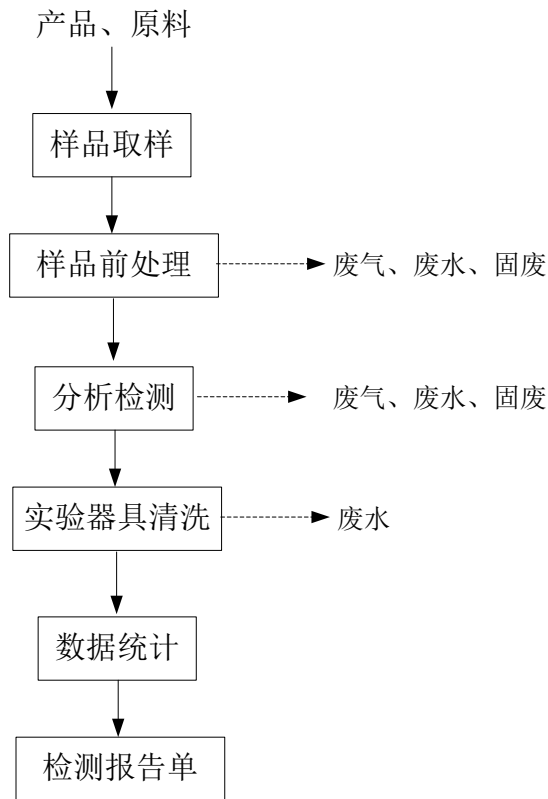 产品、原料
样品取样
样品前处理
废气、废水、固废
分析检测
废气、废水、固废
实验器具清洗
废水
数据统计
检测报告单